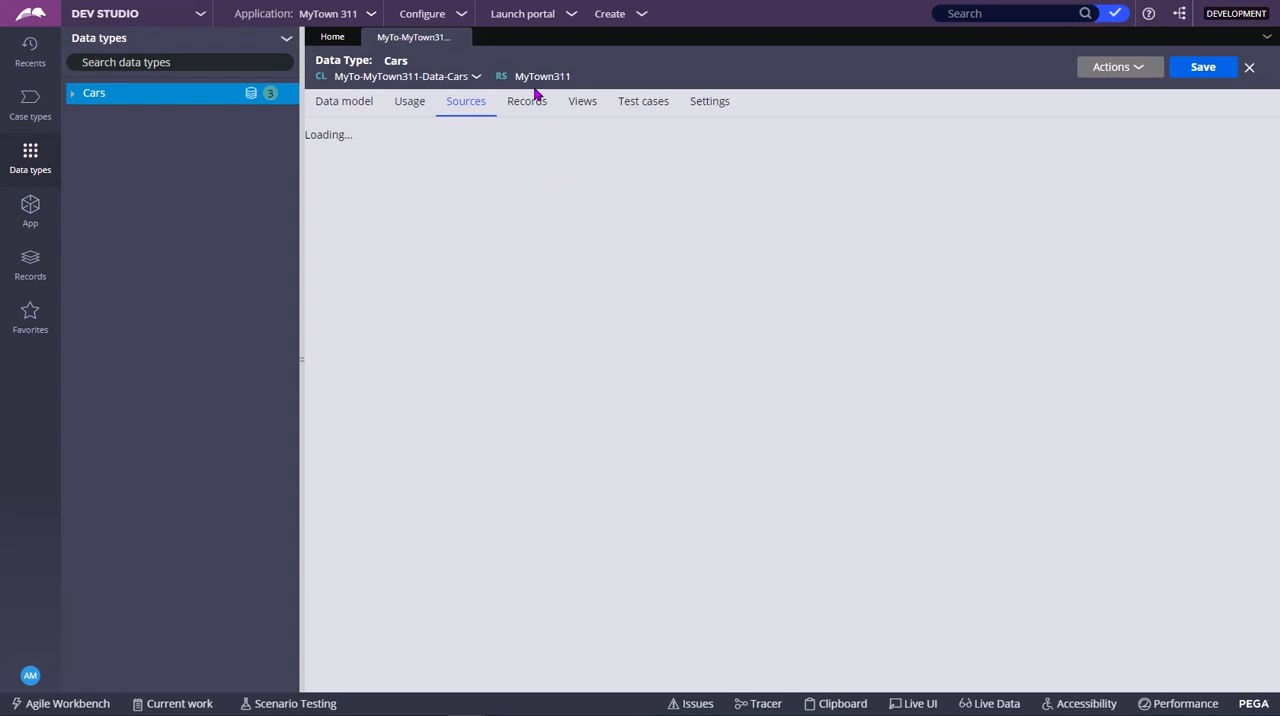 DEV STUDIO
Application: MyTown 311
Configure
Launch portal
Create
Search
DEVELOPMENT
Recents
Case types
Data types
App
Records
Favorites
AM
Data types
Search data types
Cars
3
Home
MyTo-MyTown31...
Data Type: Cars
CL MyTo-MyTown311-Data-Cars RS MyTown311
Actions
Save
Data model
Usage
Sources
Records
Views
Test cases
Settings
Loading...
Agile Workbench
Current work
Scenario Testing
Issues
Tracer
Clipboard
Live UI
Live Data
Accessibility
Performance
PEGA